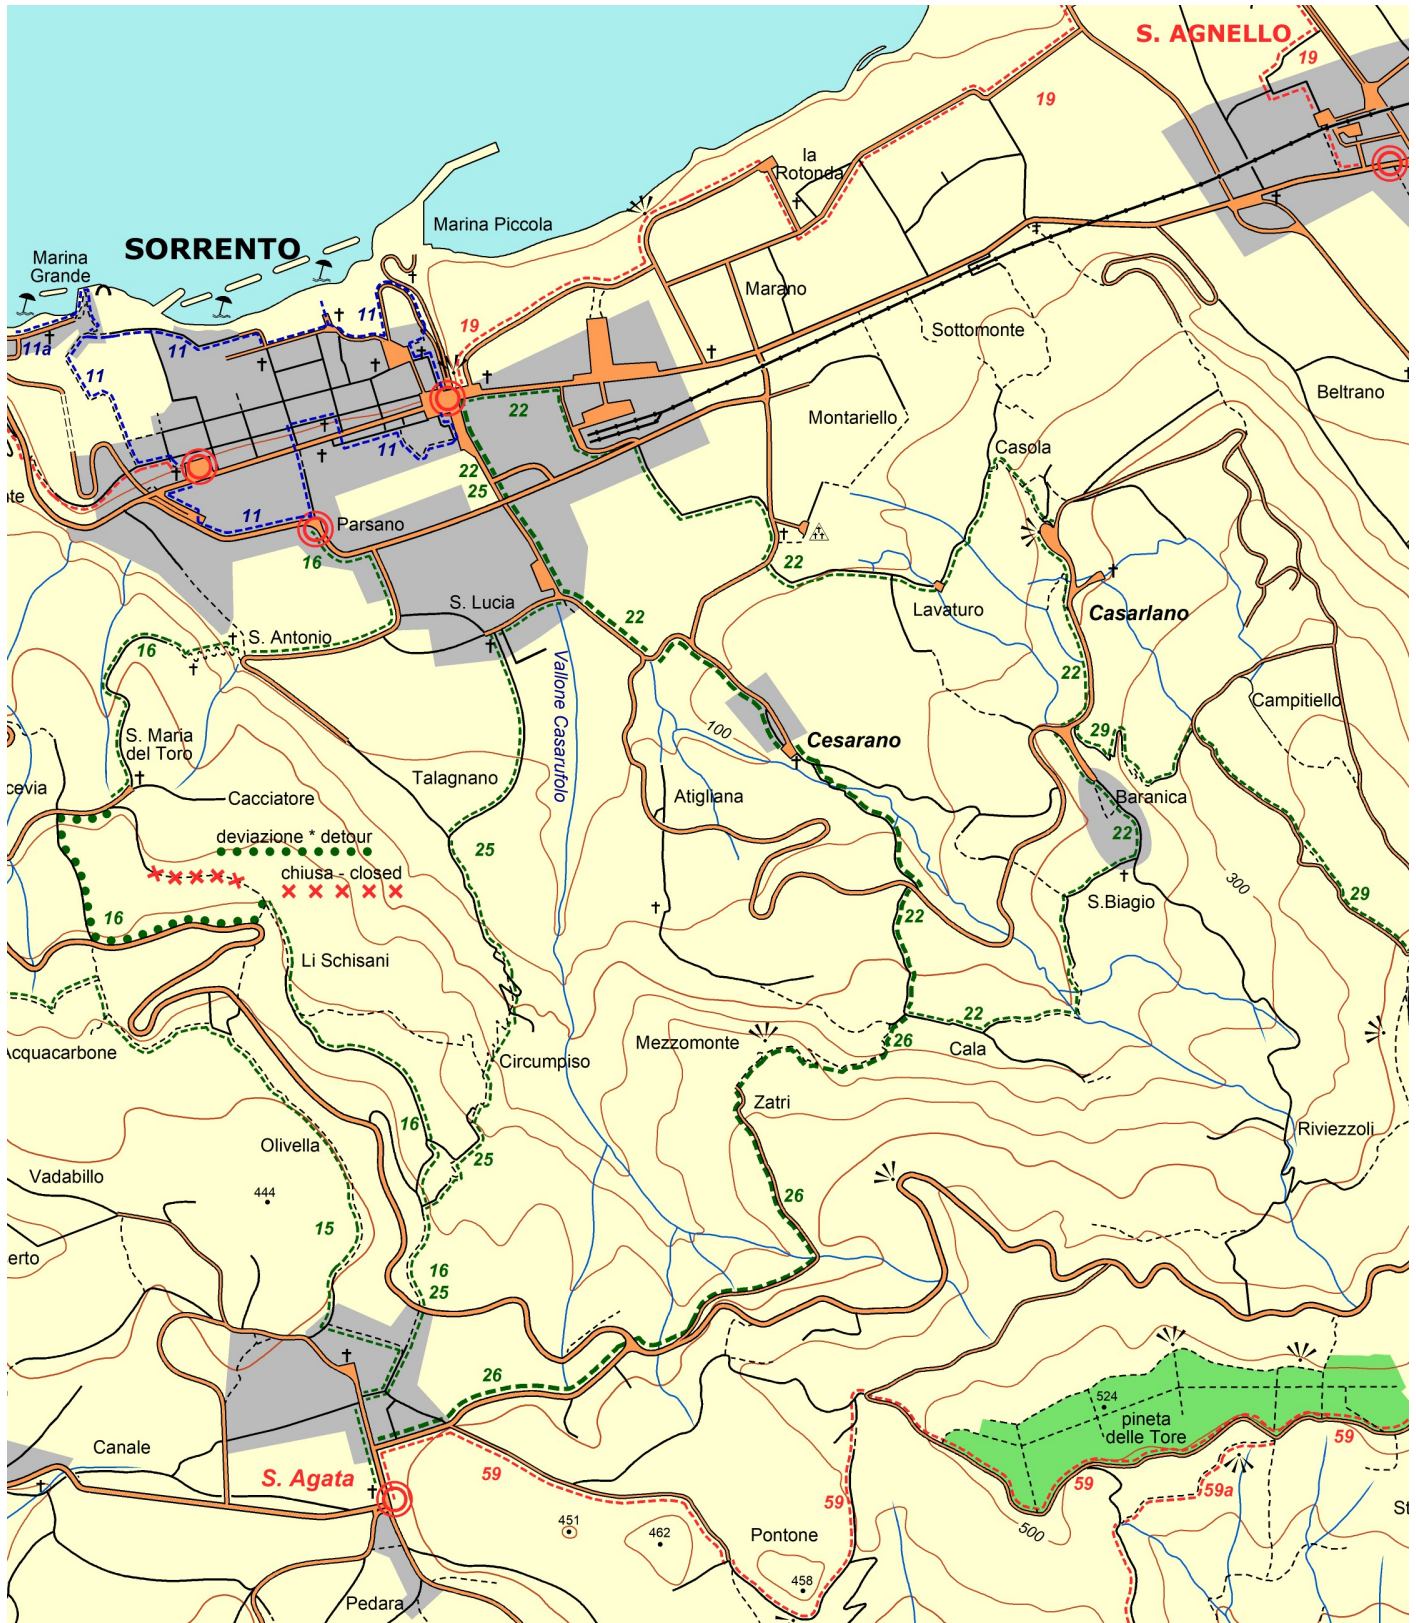 S. AGNELLO
19
19
la
Rotonda
Marina Piccola
SORRENTO
Marina
Grande
Marano
11
19
Sottomonte
11a
11
11
Beltrano
22
Montariello
11
Casola
22
25
11
Parsano
16
22
S. Lucia
Lavaturo
Casarlano
22
16
S. Antonio
22
Vallone Casarufolo
Campitiello
100
29
S. Maria
del Toro
Cesarano
Talagnano
cevia
Cacciatore
Atigliana
Baranica
22
deviazione * detour
25
chiusa - closed
300
16
22
S.Biagio
29
Li Schisani
22
Acquacarbone
Mezzomonte
26
Cala
Circumpiso
Zatri
16
Olivella
Riviezzoli
25
Vadabillo
444
26
15
erto
16
25
26
524
pineta
delle Tore
Canale
59
S. Agata
59
59
59
59a
451
462
Pontone
500
St
458
Pedara